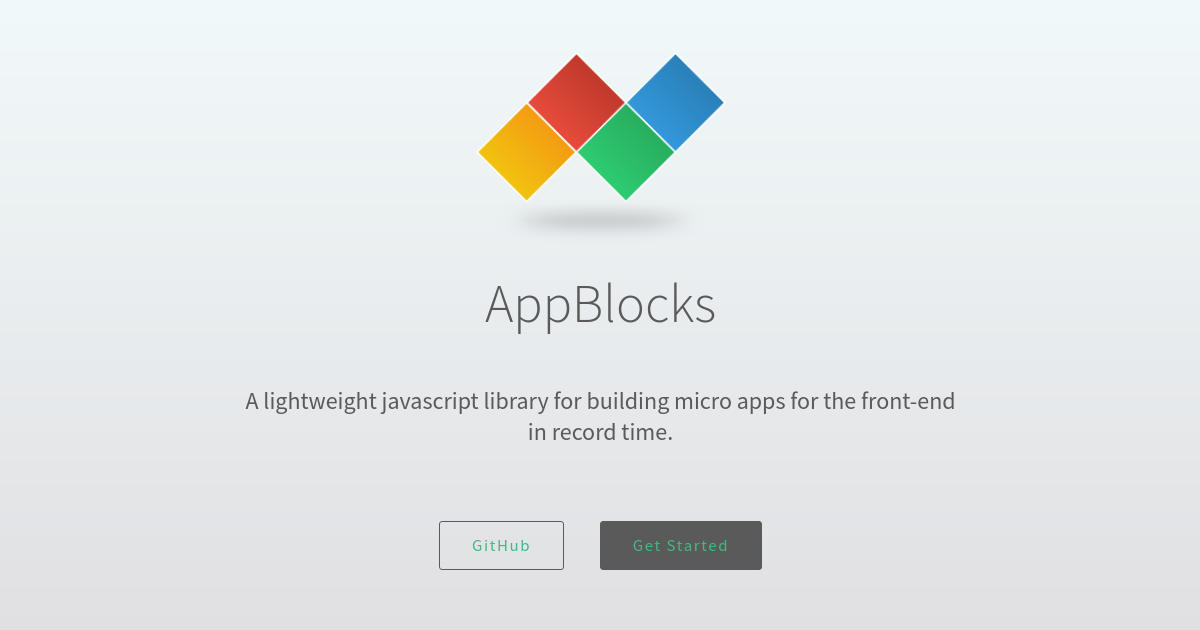 AppBlocks
A lightweight javascript library for building micro apps for the front-end
in record time.
GitHub
Get Started